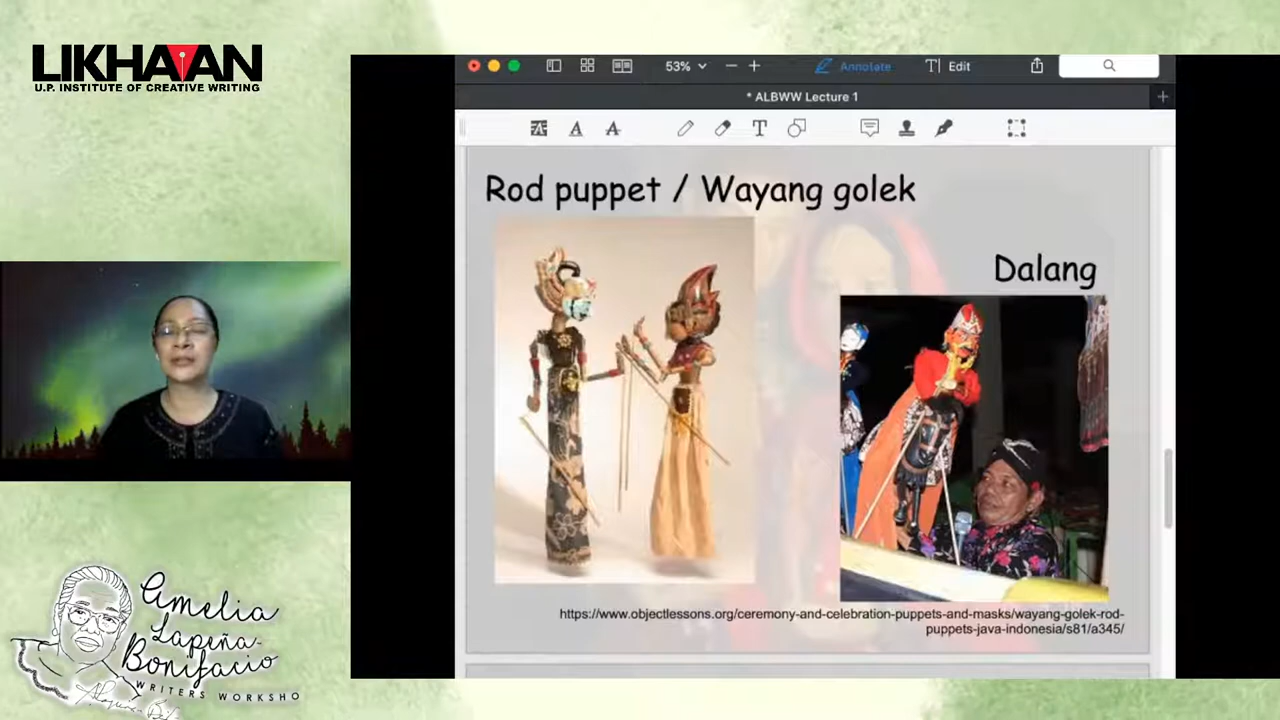 LIKHAAN
U.P. INSTITUTE OF CREATIVE WRITING
53%
Annotate
Edit
* ALBWW Lecture 1
Rod puppet / Wayang golek
Dalang
https://www.objectlessons.org/ceremony-and-celebration-puppets-and-masks/wayang-golek-rod-
puppets-java-indonesia/s81/a345/
Amelia
Lapeña-
Bonifacio
WRITERS WORKSHO